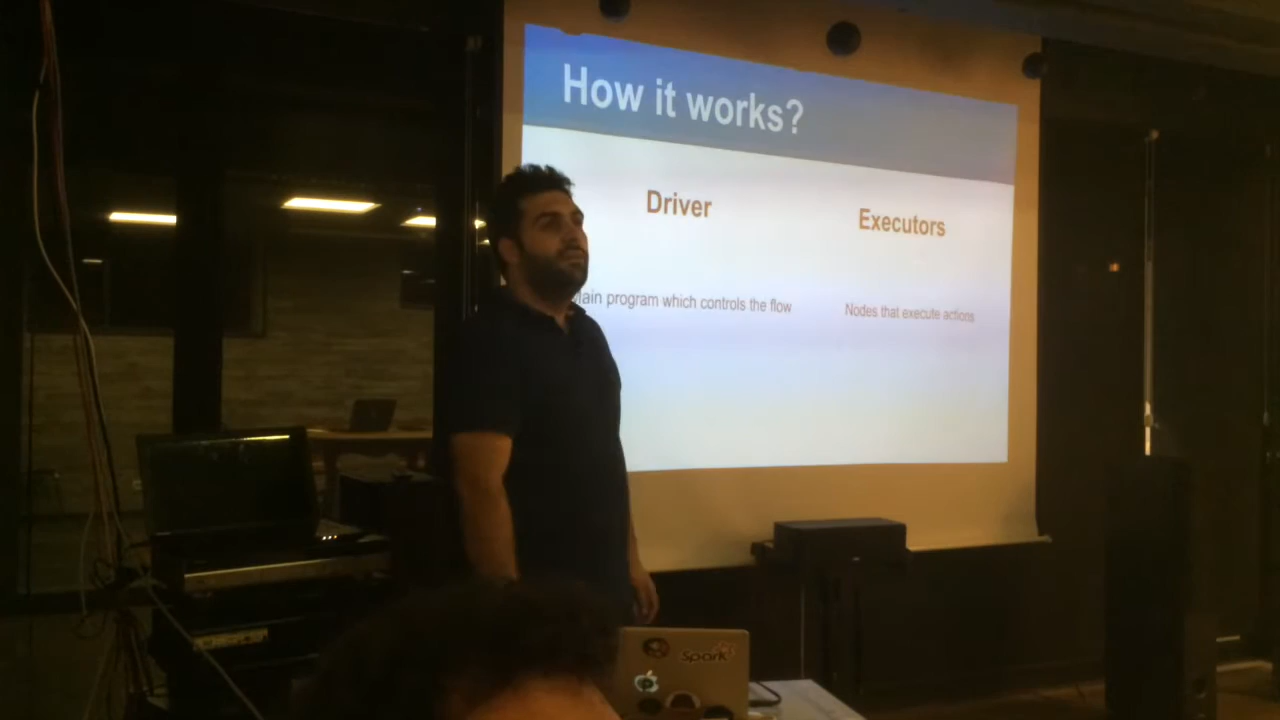 How it works?
Driver
Executors
Main program which controls the flow
Nodes that execute actions
Spark